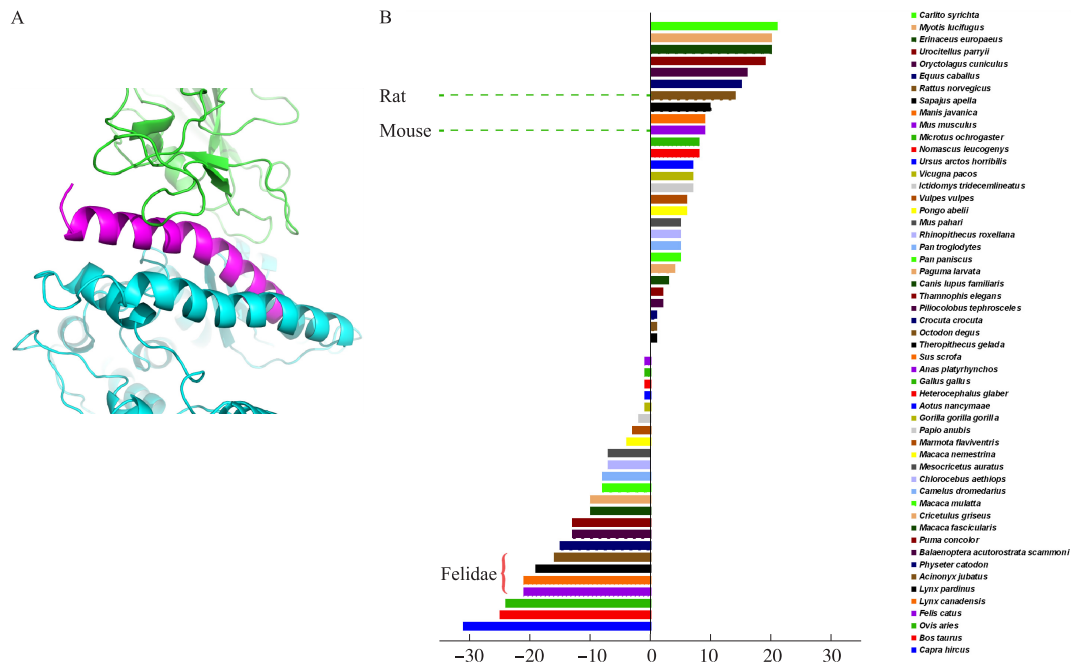 A
B
Rat
Mouse
Felidae
−30
−20
−10
0
10
20
30
Carlito syrichta
Myotis lucifugus
Erinaceus europaeus
Urocitellus parryii
Oryctolagus cuniculus
Equus caballus
Rattus norvegicus
Sapajus apella
Manis javanica
Mus musculus
Microtus ochrogaster
Nomascus leucogenys
Ursus arctos horribilis
Vicugna pacos
Ictidomys tridecemlineatus
Vulpes vulpes
Pongo abelii
Mus pahari
Rhinopithecus roxellana
Pan troglodytes
Pan paniscus
Paguma larvata
Canis lupus familiaris
Thamnophis elegans
Piliocolobus tephrosceles
Crocuta crocuta
Octodon degus
Theropithecus gelada
Sus scrofa
Anas platyrhynchos
Gallus gallus
Heterocephalus glaber
Aotus nancymaae
Gorilla gorilla gorilla
Papio anubis
Marmota flaviventris
Macaca nemestrina
Mesocricetus auratus
Chlorocebus aethiops
Camelus dromedarius
Macaca mulatta
Cricetulus griseus
Macaca fascicularis
Puma concolor
Balaenoptera acutorostrata scammoni
Physeter catodon
Acinonyx jubatus
Lynx pardinus
Lynx canadensis
Felis catus
Ovis aries
Bos taurus
Capra hircus